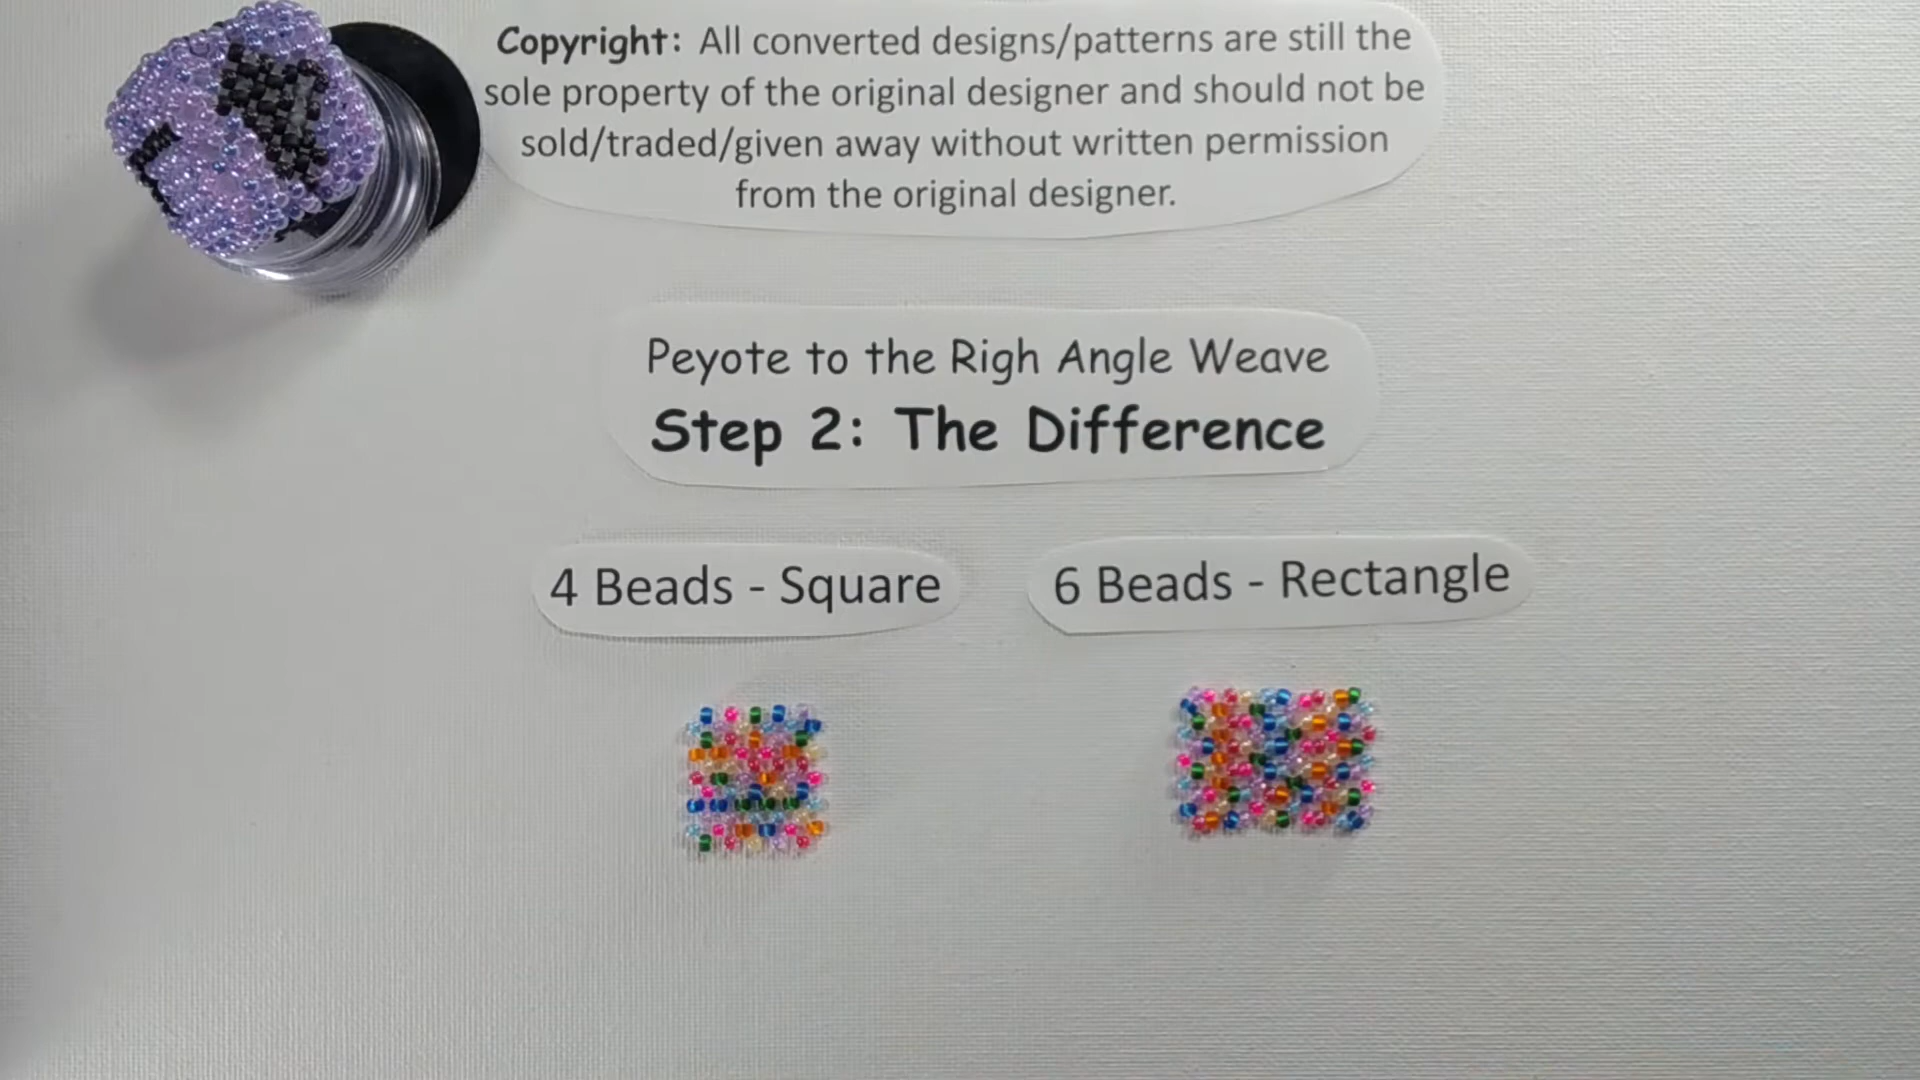 Copyright: All converted designs/patterns are still the
sole property of the original designer and should not be
sold/traded/given away without written permission
from the original designer.
Peyote to the Righ Angle Weave
Step 2: The Difference
4 Beads - Square
6 Beads - Rectangle